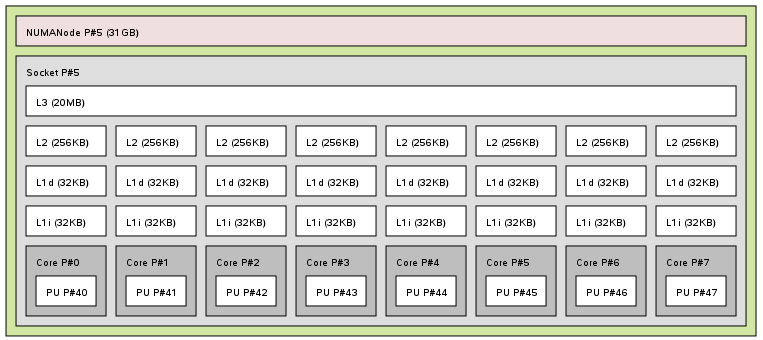 NUMANode P#5 (31GB)
Socket P#5
L3 (20MB)
L2 (256KB) L2 (256KB) L2 (256KB) L2 (256KB) L2 (256KB) L2 (256KB) L2 (256KB) L2 (256KB)
L1d (32KB) L1d (32KB) L1d (32KB) L1d (32KB) L1d (32KB) L1d (32KB) L1d (32KB) L1d (32KB)
L1i (32KB) L1i (32KB) L1i (32KB) L1i (32KB) L1i (32KB) L1i (32KB) L1i (32KB) L1i (32KB)
Core P#0 Core P#1 Core P#2 Core P#3 Core P#4 Core P#5 Core P#6 Core P#7
PU P#40 PU P#41 PU P#42 PU P#43 PU P#44 PU P#45 PU P#46 PU P#47